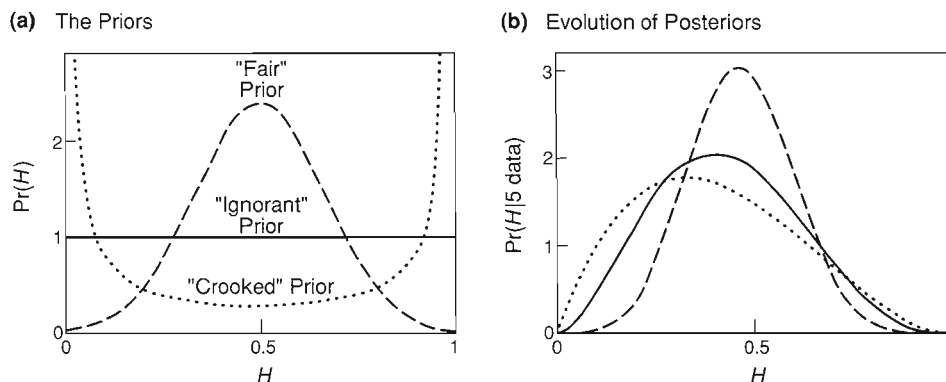 (a) The Priors
Pr(H)
2
1
0
"Fair"
Prior
"Ignorant"
Prior
"Crooked" Prior
0
0.5
1
H
(b) Evolution of Posteriors
Pr(H|5 data)
3
2
1
0
0
0.5
H